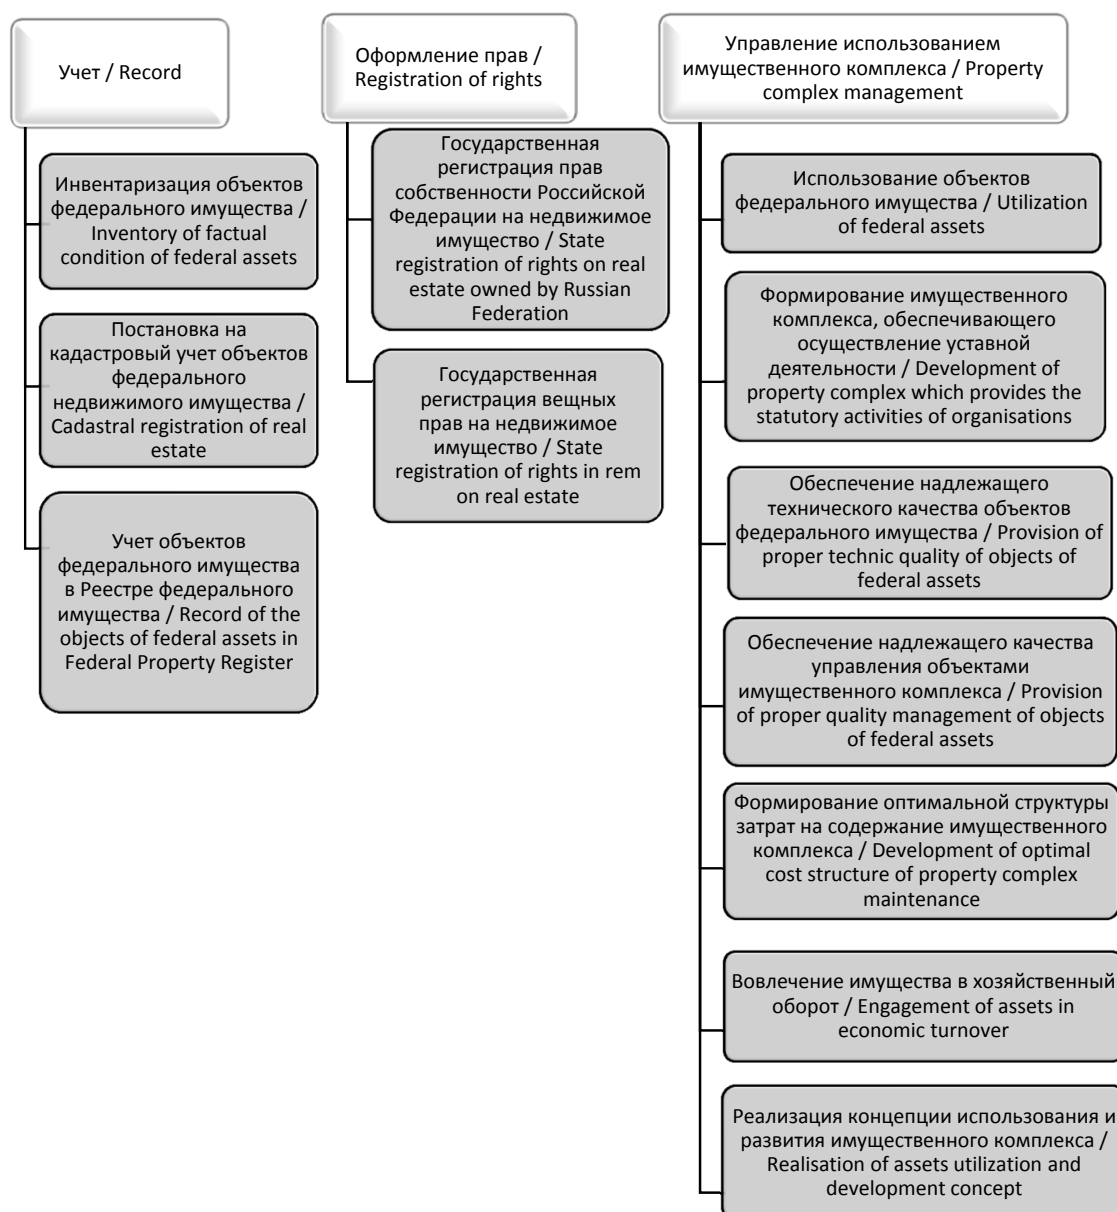 Учет / Record
Инвентаризация объектов
федерального имущества /
Inventory of factual
condition of federal assets
Постановка на
кадастровый учет объектов
федерального
недвижимого имущества /
Cadastral registration of real
estate
Учет объектов
федерального имущества
в Реестре федерального
имущества / Record of the
objects of federal assets in
Federal Property Register
Оформление прав /
Registration of rights
Государственная
регистрация прав
собственности Российской
Федерации на недвижимое
имущество / State
registration of rights on real
estate owned by Russian
Federation
Государственная
регистрация вещных
прав на недвижимое
имущество / State
registration of rights in rem
on real estate
Управление использованием
имущественного комплекса / Property
complex management
Использование объектов
федерального имущества / Utilization
of federal assets
Формирование имущественного
комплекса, обеспечивающего
осуществление уставной
деятельности / Development of
property complex which provides the
statutory activities of organisations
Обеспечение надлежащего
технического качества объектов
федерального имущества / Provision of
proper technic quality of objects of
federal assets
Обеспечение надлежащего качества
управления объектами
имущественного комплекса / Provision
of proper quality management of objects
of federal assets
Формирование оптимальной структуры
затрат на содержание имущественного
комплекса / Development of optimal
cost structure of property complex
maintenance
Вовлечение имущества в хозяйственный
оборот / Engagement of assets in
economic turnover
Реализация концепции использования и
развития имущественного комплекса /
Realisation of assets utilization and
development concept